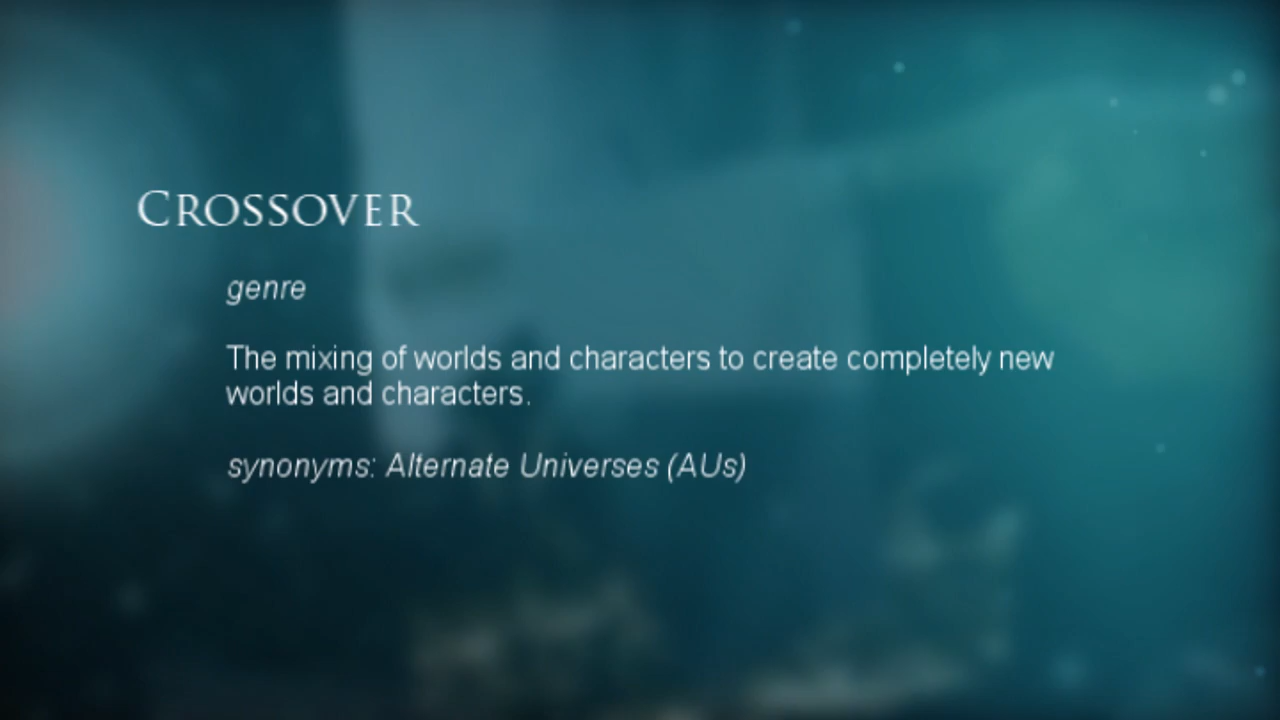 CROSSOVER
genre
The mixing of worlds and characters to create completely new
worlds and characters.
synonyms: Alternate Universes (AUs)